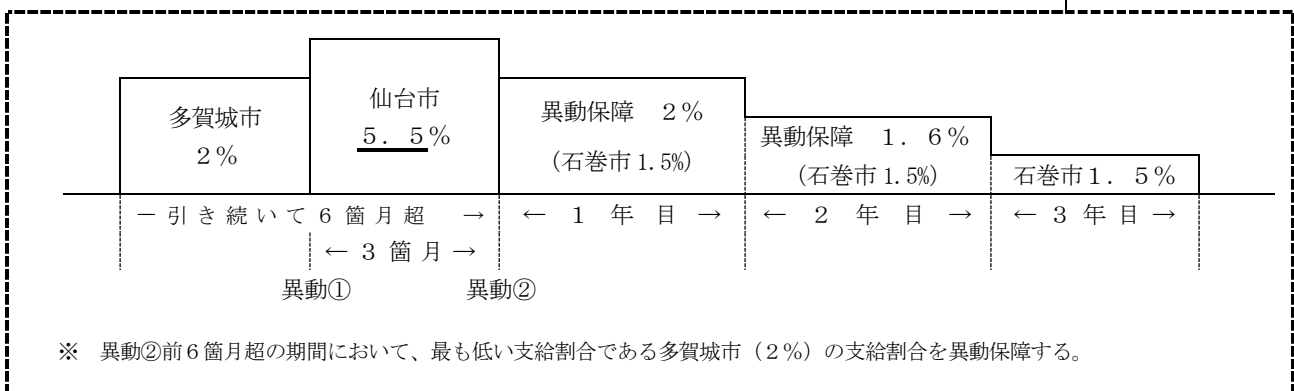 多賀城市
２％
仙台市
５．５％
異動保障　２％
(石巻市1.5%)
異動保障　１．６％
(石巻市1.5%)
石巻市１．５％
－引き続いて６箇月超　→
←　１　年　目　→
←　２　年　目　→
←３年目→
←３箇月→
異動①
異動②
※　異動②前６箇月超の期間において、最も低い支給割合である多賀城市（２％）の支給割合を異動保障する。